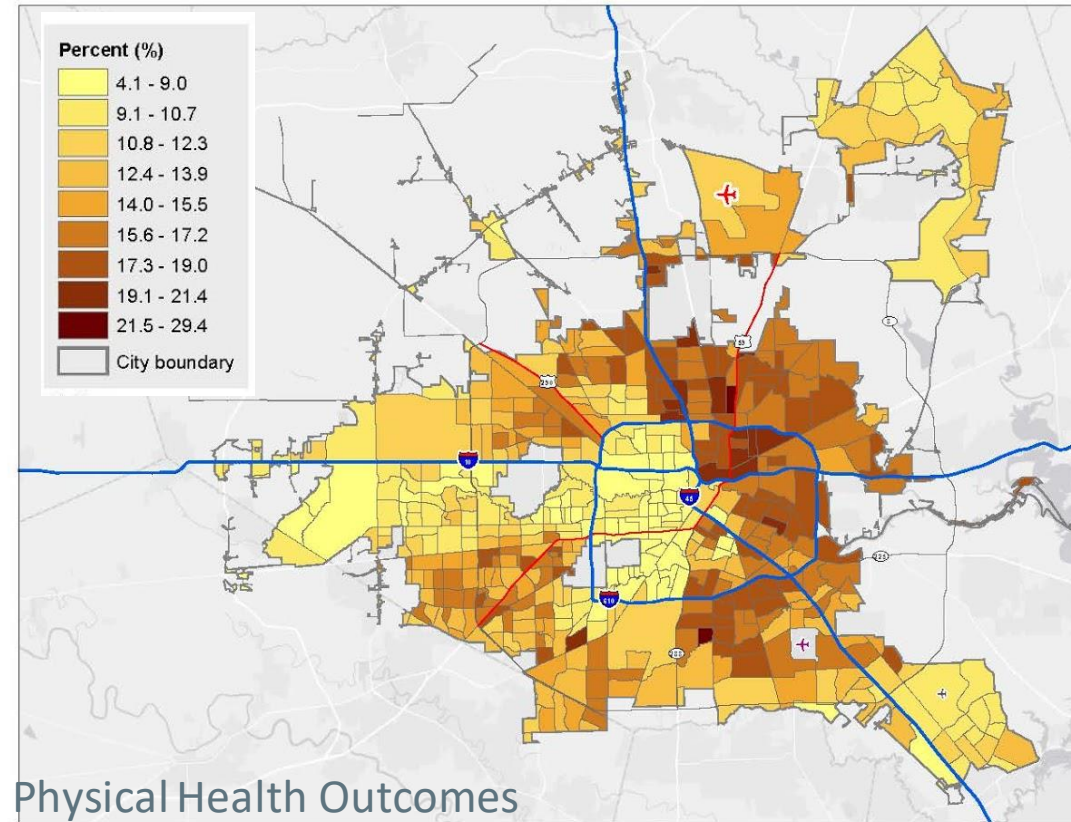 Percent (%)
4.1 - 9.0
9.1 - 10.7
10.8 - 12.3
12.4 - 13.9
14.0 - 15.5
15.6 - 17.2
17.3 - 19.0
19.1 - 21.4
21.5 - 29.4
City boundary
59
290
10
45
225
610
288
Physical Health Outcomes